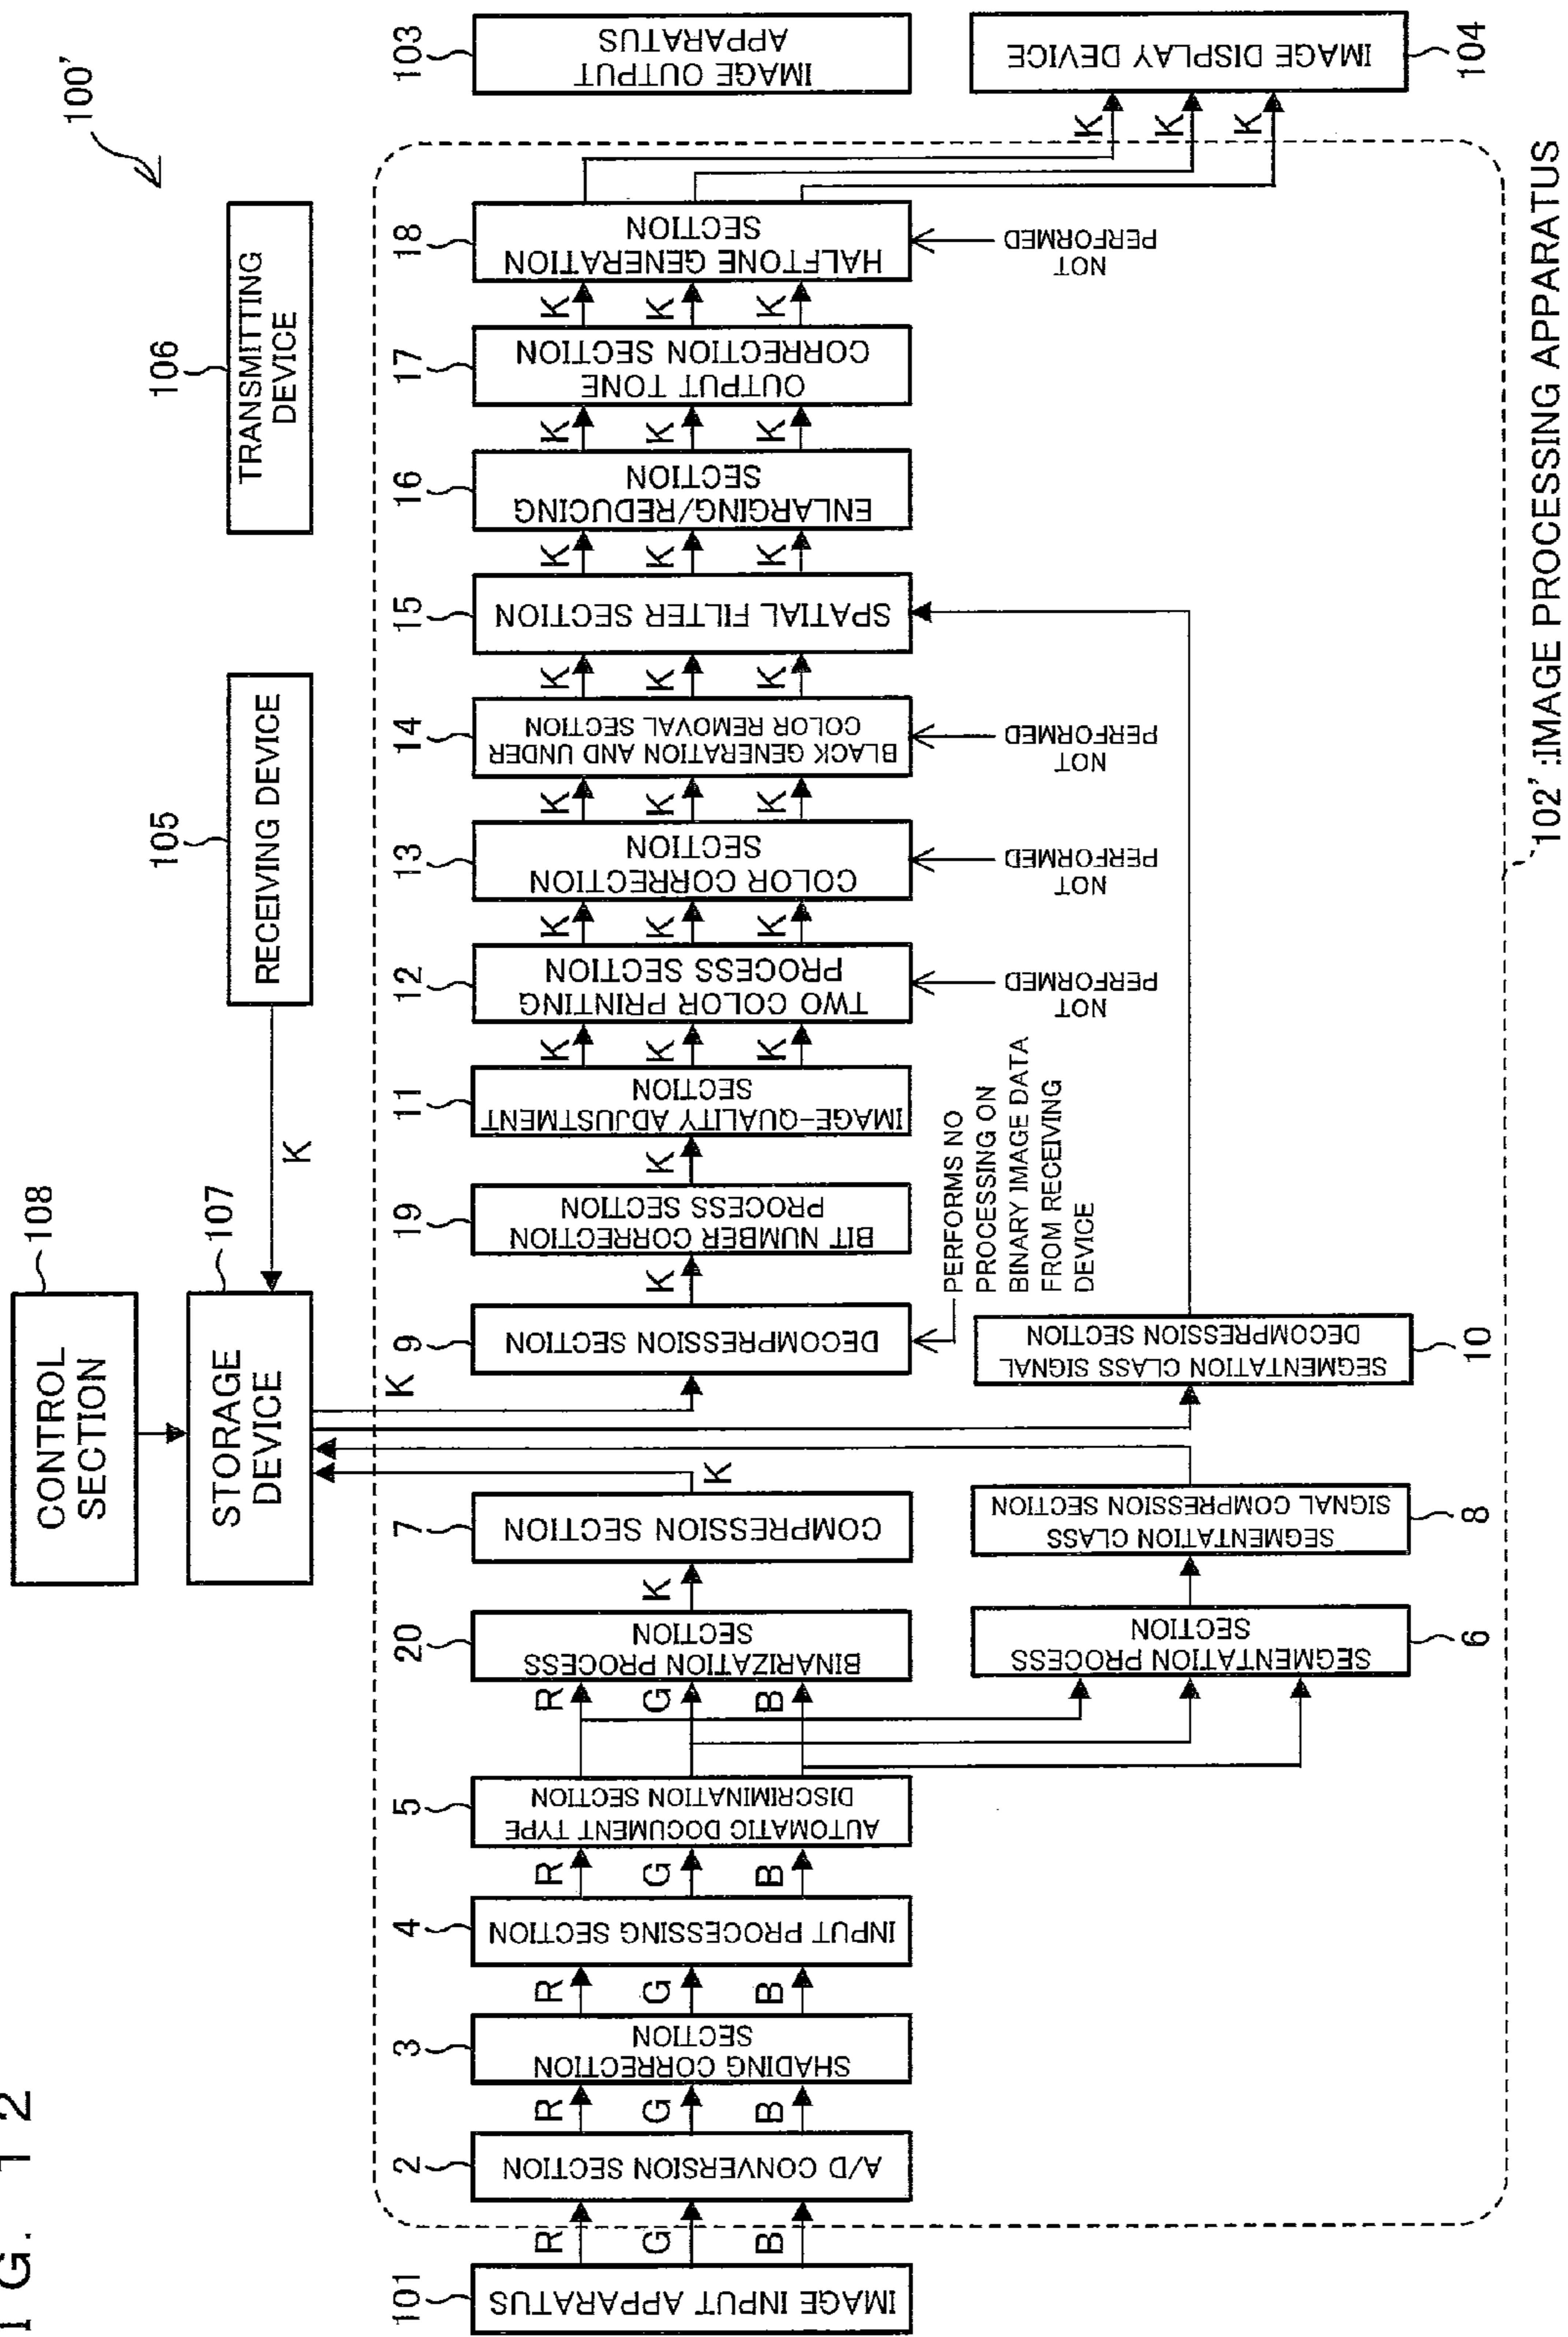 I G. 1 2
100'
CONTROL
SECTION
108
STORAGE
DEVICE
107
RECEIVING DEVICE
105
TRANSMITTING
DEVICE
106
K
K
K
101
IMAGE INPUT APPARATUS
R
G
B
2
A/D CONVERSION SECTION
R
G
B
3
SHADING CORRECTION
SECTION
R
G
B
4
INPUT PROCESSING SECTION
R
G
B
5
AUTOMATIC DOCUMENT TYPE
DISCRIMINATION SECTION
R
G
B
20
BINARIZATION PROCESS
SECTION
K
7
COMPRESSION SECTION
9
DECOMPRESSION SECTION
K
19
BIT NUMBER CORRECTION
PROCESS SECTION
K
11
IMAGE-QUALITY ADJUSTMENT
SECTION
K
K
K
12
TWO COLOR PRINTING
PROCESS SECTION
K
K
K
13
COLOR CORRECTION
SECTION
K
K
K
14
BLACK GENERATION AND UNDER
COLOR REMOVAL SECTION
K
K
K
15
SPATIAL FILTER SECTION
K
K
K
16
ENLARGING/REDUCING
SECTION
K
K
K
17
OUTPUT TONE
CORRECTION SECTION
K
K
K
18
HALFTONE GENERATION
SECTION
K
K
K
103
IMAGE OUTPUT
APPARATUS
IMAGE DISPLAY DEVICE
104
SEGMENTATION PROCESS
SECTION
6
SEGMENTATION CLASS
SIGNAL COMPRESSION SECTION
8
SEGMENTATION CLASS SIGNAL
DECOMPRESSION SECTION
10
PERFORMS NO
PROCESSING ON
BINARY IMAGE DATA
FROM RECEIVING
DEVICE
NOT
PERFORMED
NOT
PERFORMED
NOT
PERFORMED
NOT
PERFORMED
102' :IMAGE PROCESSING APPARATUS